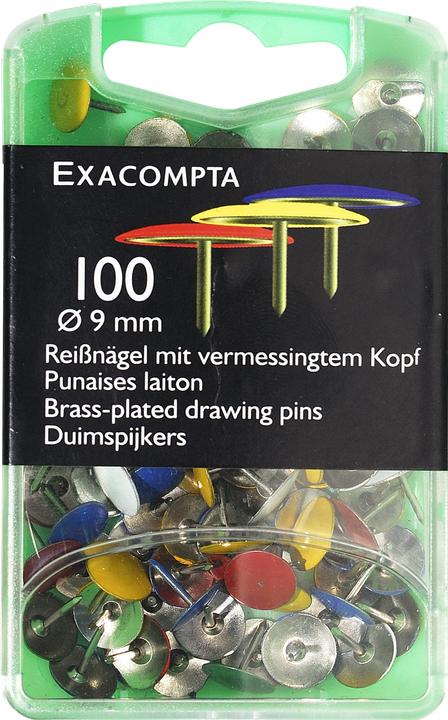 EXACOMPTA
100
Ø 9 mm
Reißnägel mit vermessingtem Kopf
Punaises laiton
Brass-plated drawing pins
Duimspijkers